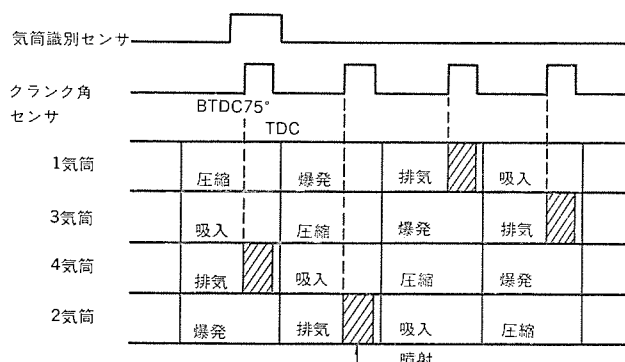 気筒識別センサ
クランク角
センサ
BTDC75°
TDC
1気筒
圧縮 爆発 排気 吸入
3気筒
吸入 圧縮 爆発 排気
4気筒
排気 吸入 圧縮 爆発
2気筒
爆発 排気 吸入 圧縮
噴射